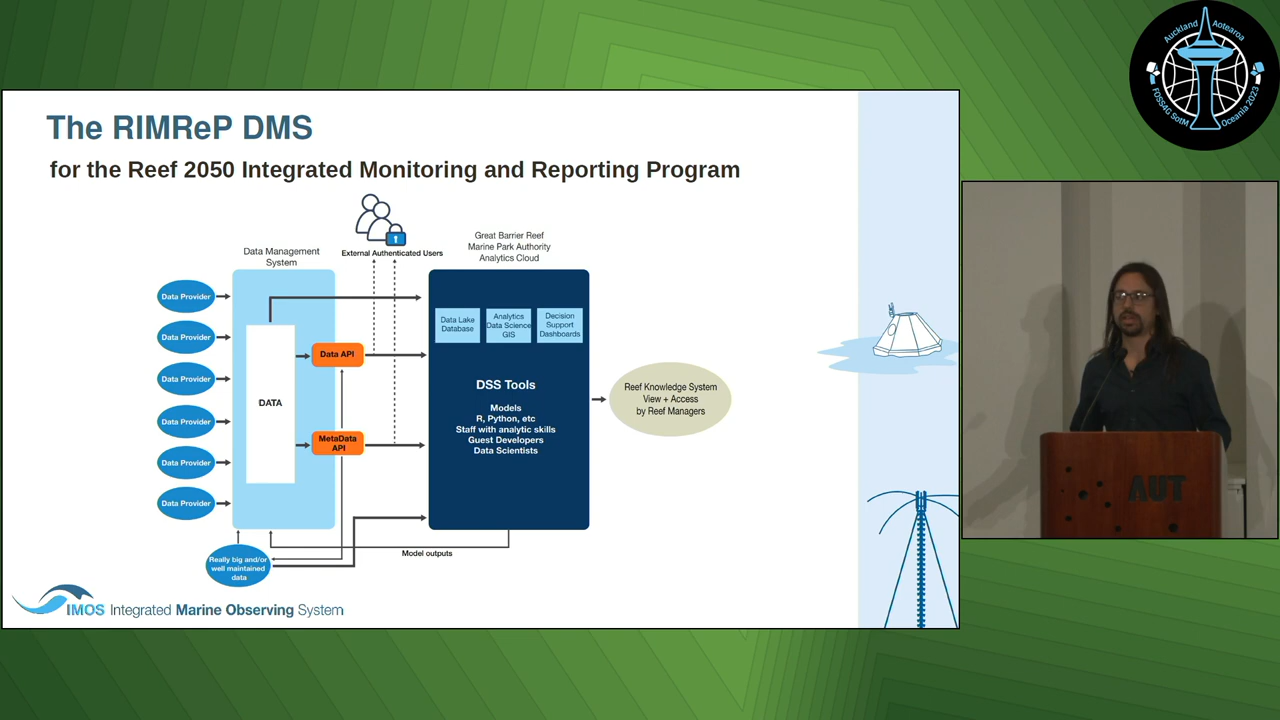 The RIMReP DMS
for the Reef 2050 Integrated Monitoring and Reporting Program
Auckland Aotearoa
FOSS4G SotM Oceania 2023
Data Management
System
External Authenticated Users
Great Barrier Reef
Marine Park Authority
Analytics Cloud
Data Provider
Data Provider
Data Provider
Data Provider
Data Provider
Data Provider
DATA
Data API
MetaData
API
Data Lake
Database
Analytics
Data Science
GIS
Decision
Support
Dashboards
DSS Tools
Models
R, Python, etc
Staff with analytic skills
Guest Developers
Data Scientists
Reef Knowledge System
View + Access
by Reef Managers
Really big and/or
well maintained
data
Model outputs
IMOS Integrated Marine Observing System
AUT